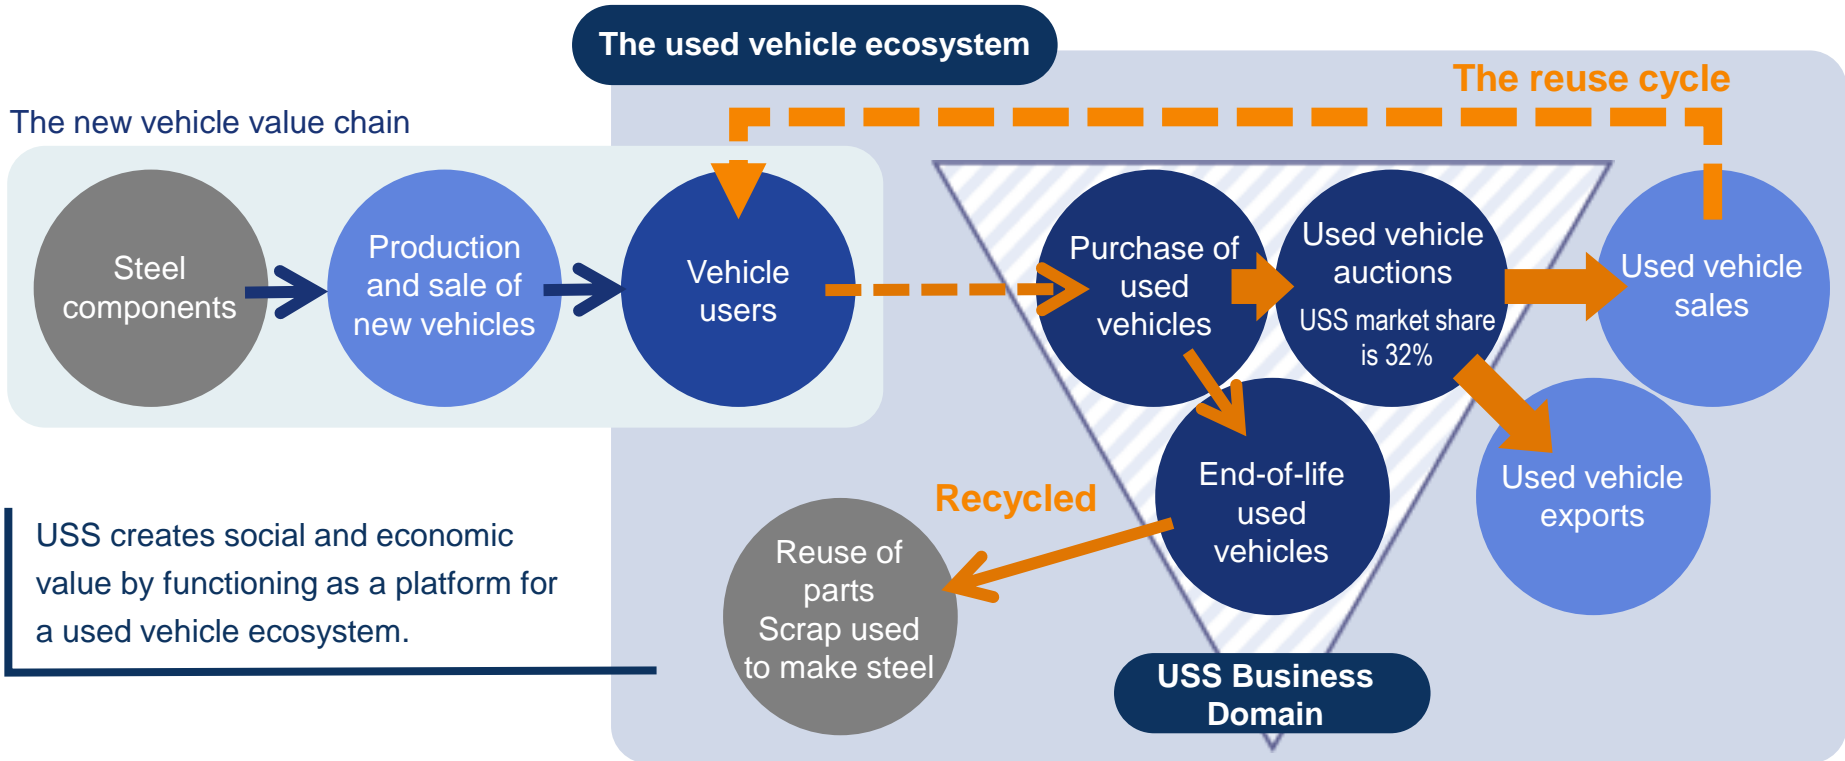 The used vehicle ecosystem
The reuse cycle
The new vehicle value chain
Steel
components
Production
and sale of
new vehicles
Vehicle
users
Purchase of
used
vehicles
Used vehicle
auctions
USS market share
is 32%
Used vehicle
sales
End-of-life
used
vehicles
Used vehicle
exports
Recycled
Reuse of
parts
Scrap used
to make steel
USS creates social and economic
value by functioning as a platform for
a used vehicle ecosystem.
USS Business
Domain